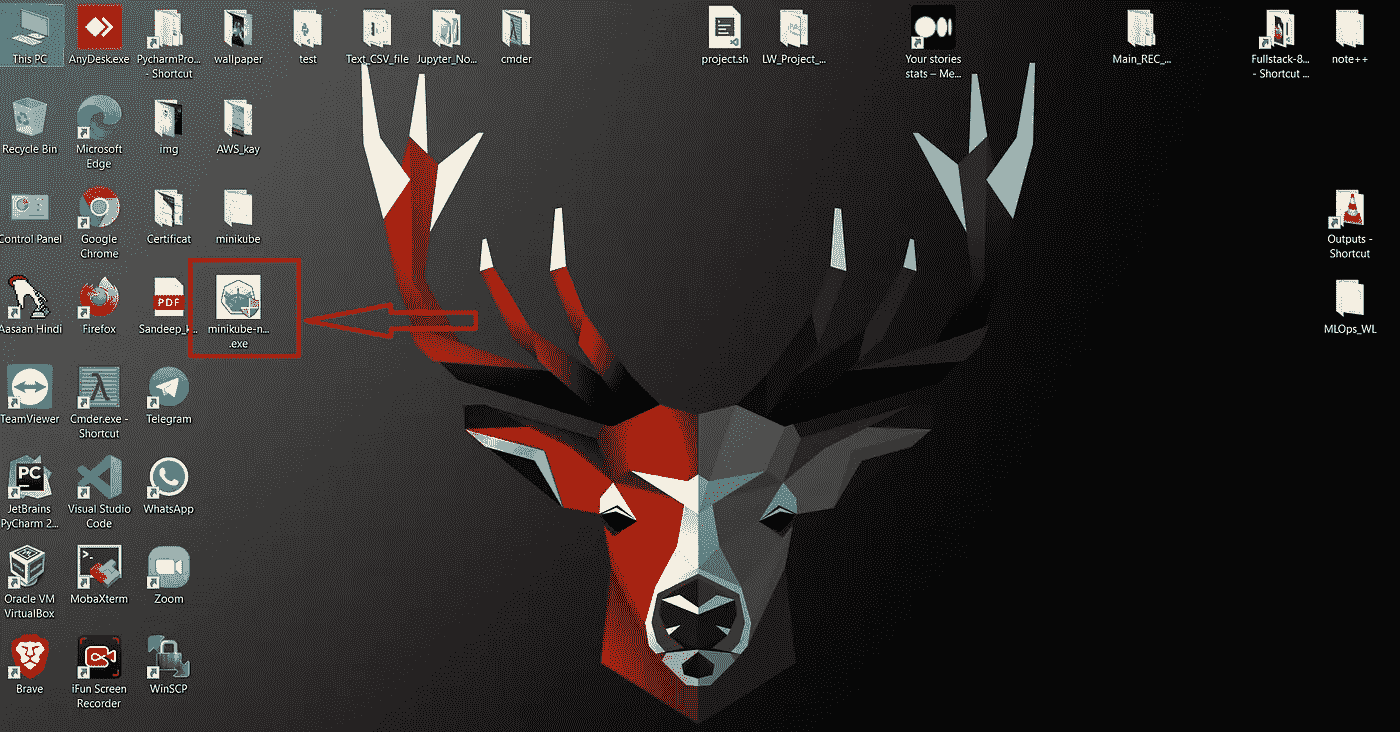 This PC
AnyDesk.exe
PycharmPro...
- Shortcut
wallpaper
test
Text_CSV_file
Jupyter_No...
cmder
project.sh
LW_Project_...
Your stories
stats – Me...
Main_REC_...
Fullstack-8...
- Shortcut ...
note++
Recycle Bin
Microsoft
Edge
img
AWS_kay
Control Panel
Google
Chrome
Certificat
minikube
Outputs -
Shortcut
Aasaan Hindi
Firefox
PDF
Sandeep_k...
minikube-n...
.exe
MLOps_WL
TeamViewer
Cmder.exe -
Shortcut
Telegram
PC
JetBrains
PyCharm 2...
Visual Studio
Code
WhatsApp
Oracle VM
VirtualBox
MobaXterm
Zoom
Brave
iFun Screen
Recorder
WinSCP